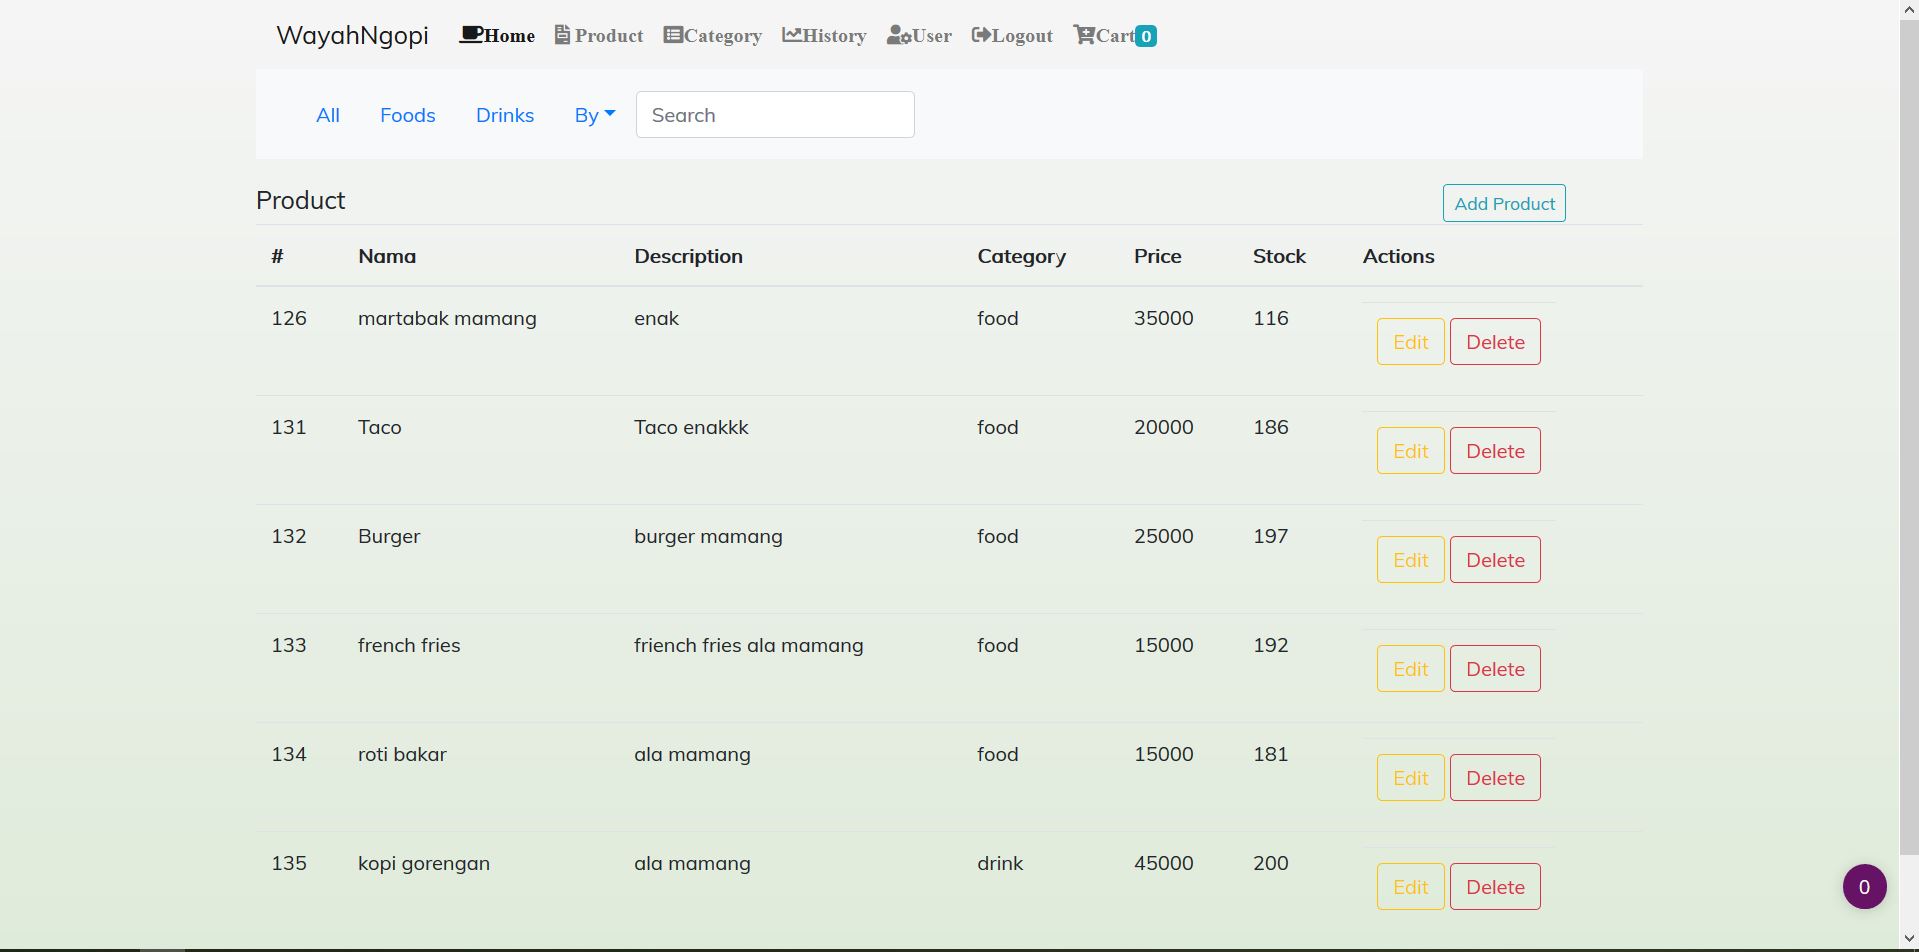 WayahNgopi Home Product Category History User Logout Cart 0
All Foods Drinks By Search
Product Add Product
# Nama Description Category Price Stock Actions
126 martabak mamang enak food 35000 116 Edit Delete
131 Taco Taco enakkk food 20000 186 Edit Delete
132 Burger burger mamang food 25000 197 Edit Delete
133 french fries friench fries ala mamang food 15000 192 Edit Delete
134 roti bakar ala mamang food 15000 181 Edit Delete
135 kopi gorengan ala mamang drink 45000 200 Edit Delete
0